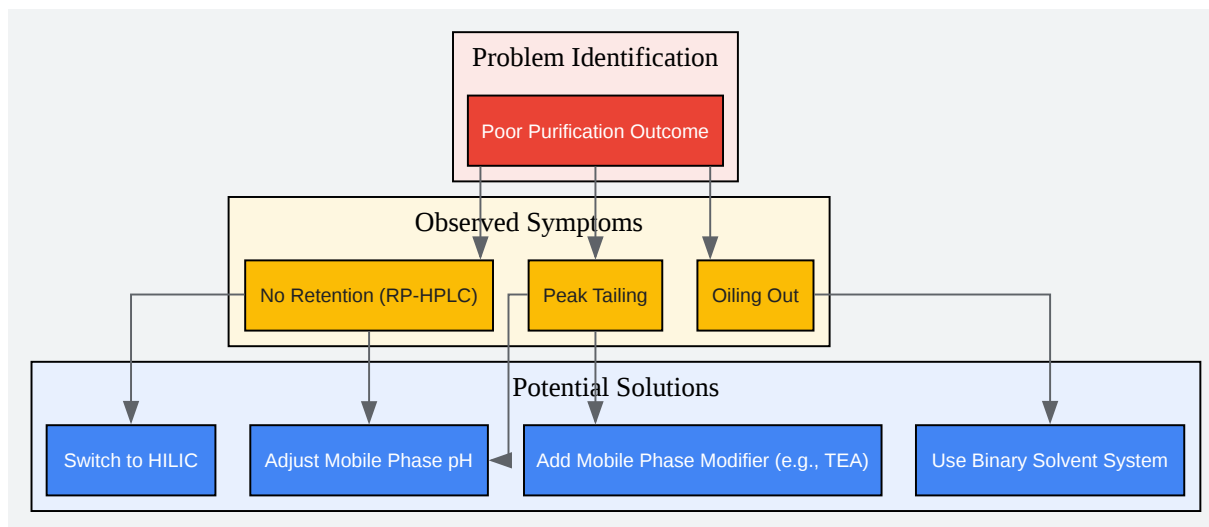 Problem Identification
Poor Purification Outcome
Observed Symptoms
No Retention (RP-HPLC)
Peak Tailing
Oiling Out
Potential Solutions
Switch to HILIC
Adjust Mobile Phase pH
Add Mobile Phase Modifier (e.g., TEA)
Use Binary Solvent System